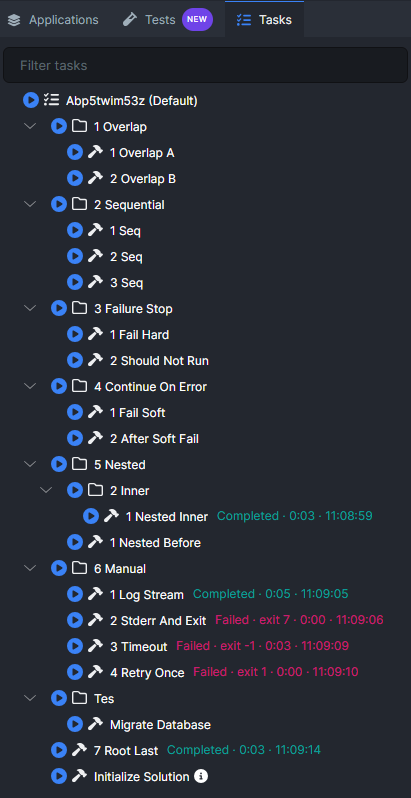 Applications Tests NEW Tasks
Filter tasks
Abp5twim53z (Default)
1 Overlap
1 Overlap A
2 Overlap B
2 Sequential
1 Seq
2 Seq
3 Seq
3 Failure Stop
1 Fail Hard
2 Should Not Run
4 Continue On Error
1 Fail Soft
2 After Soft Fail
5 Nested
2 Inner
1 Nested Inner Completed · 0:03 · 11:08:59
1 Nested Before
6 Manual
1 Log Stream Completed · 0:05 · 11:09:05
2 Stderr And Exit Failed · exit 7 · 0:00 · 11:09:06
3 Timeout Failed · exit -1 · 0:03 · 11:09:09
4 Retry Once Failed · exit 1 · 0:00 · 11:09:10
Tes
Migrate Database
7 Root Last Completed · 0:03 · 11:09:14
Initialize Solution